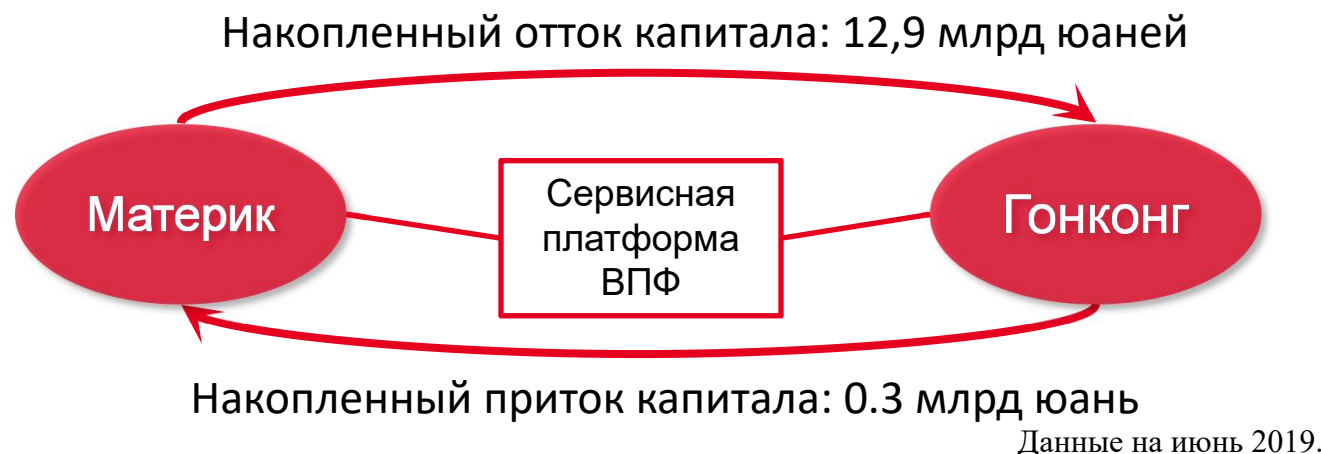 Накопленный отток капитала: 12,9 млрд юаней
Материк
Сервисная
платформа
ВПФ
Гонконг
Накопленный приток капитала: 0.3 млрд юань
Данные на июнь 2019.